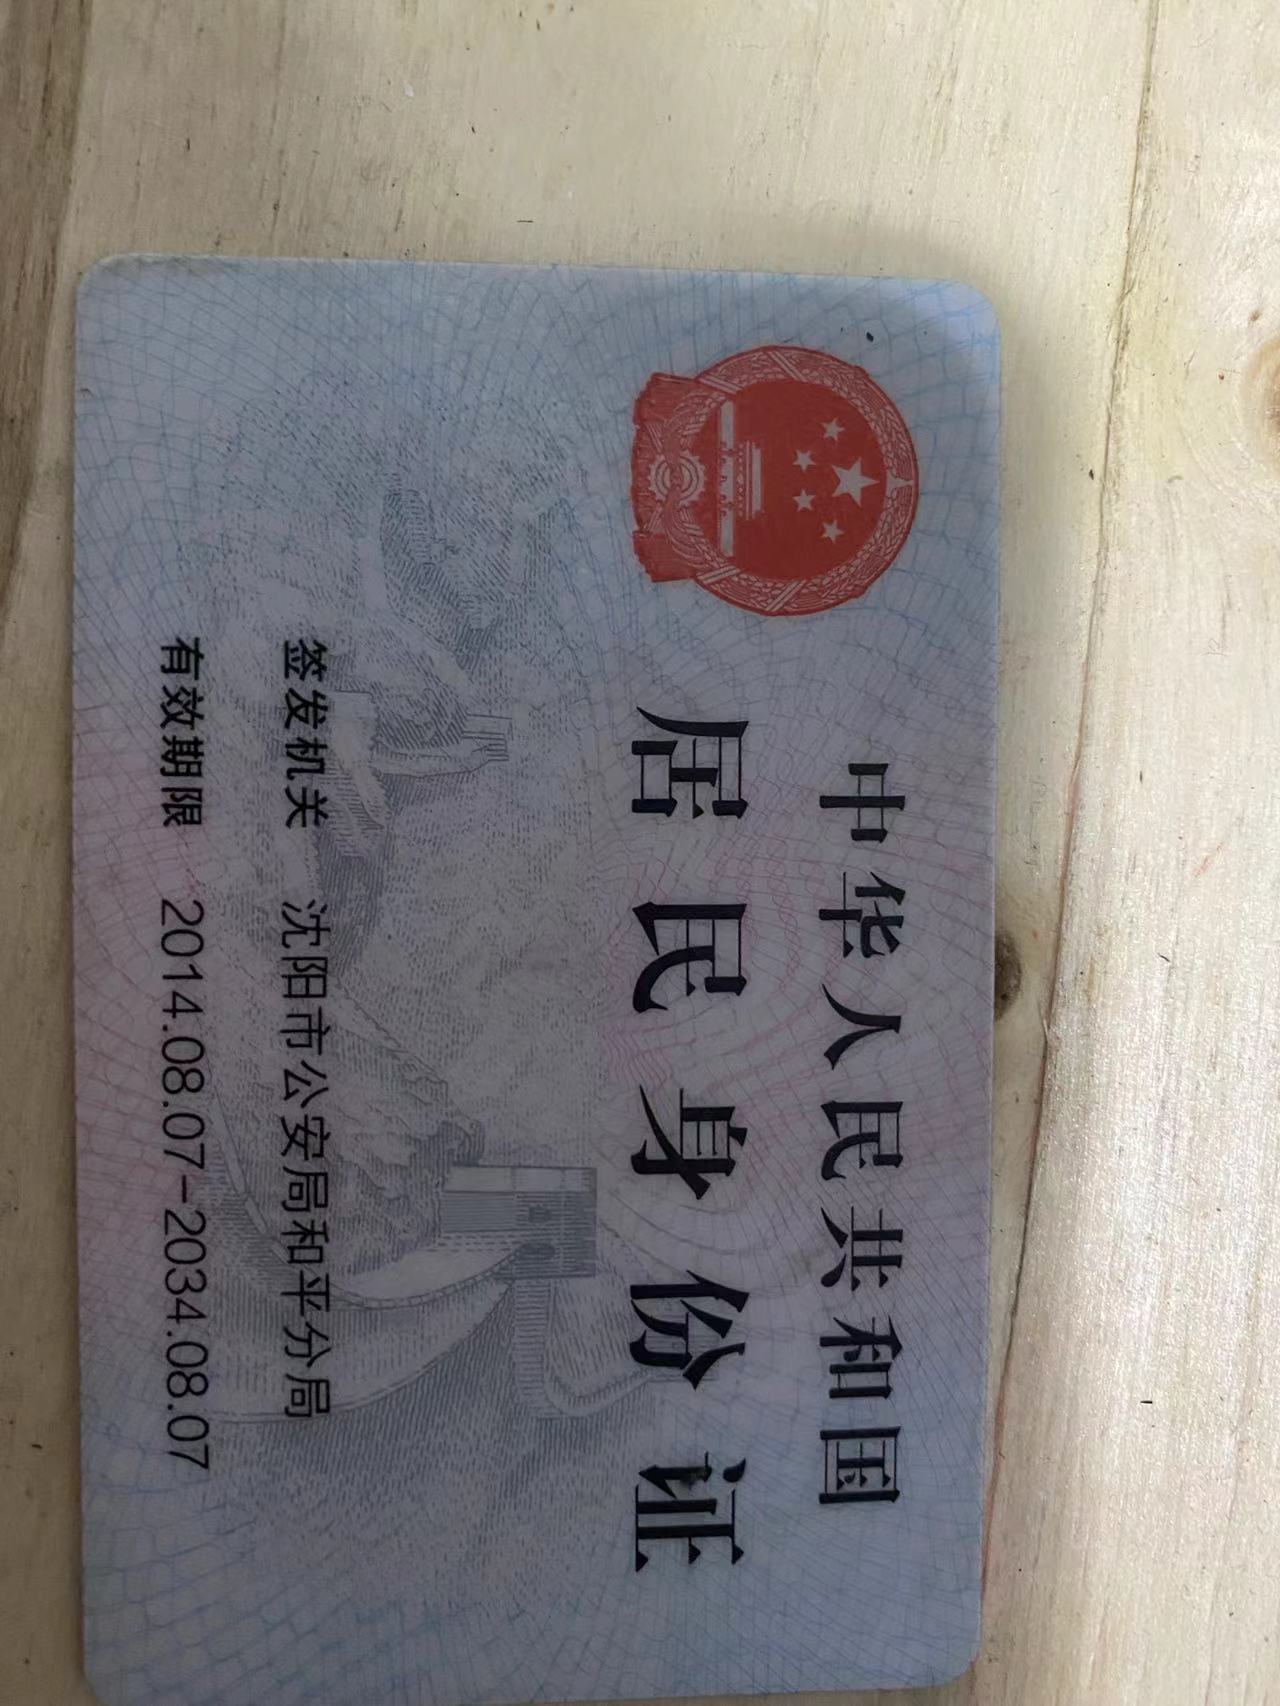 中华人民共和国
居民身份证
签发机关 沈阳市公安局和平分局
有效期限 2014.08.07-2034.08.07